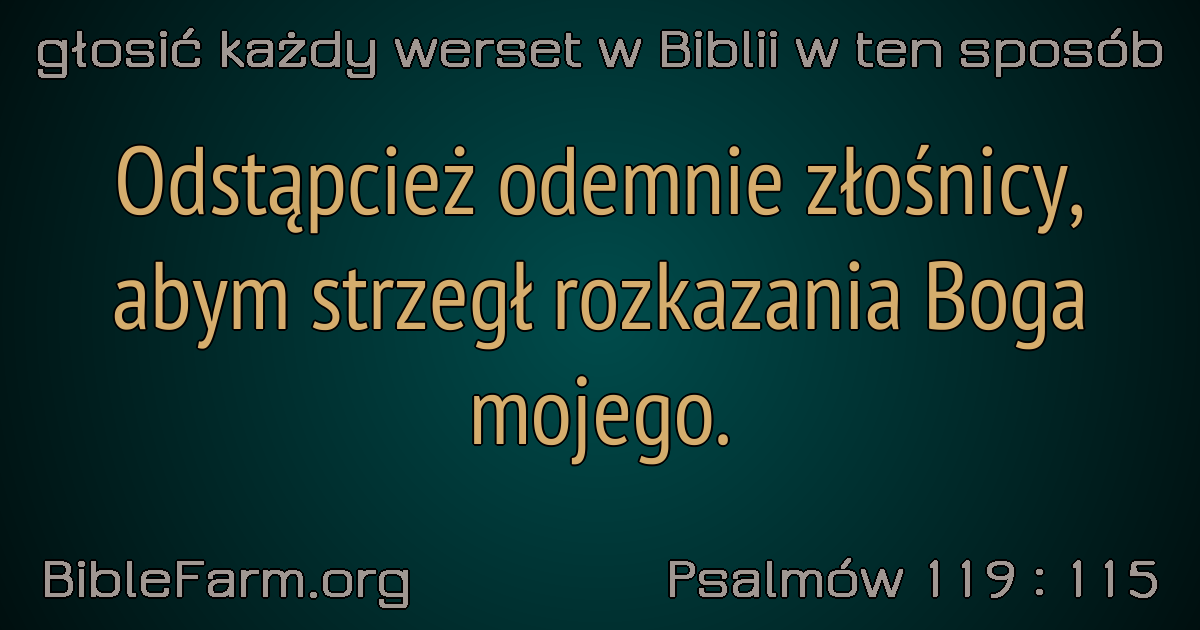 głosić każdy werset w Biblii w ten sposób
Odstąpcież odemnie złośnicy,
abym strzegł rozkazania Boga
mojego.
BibleFarm.org
Psalmów 119 : 115